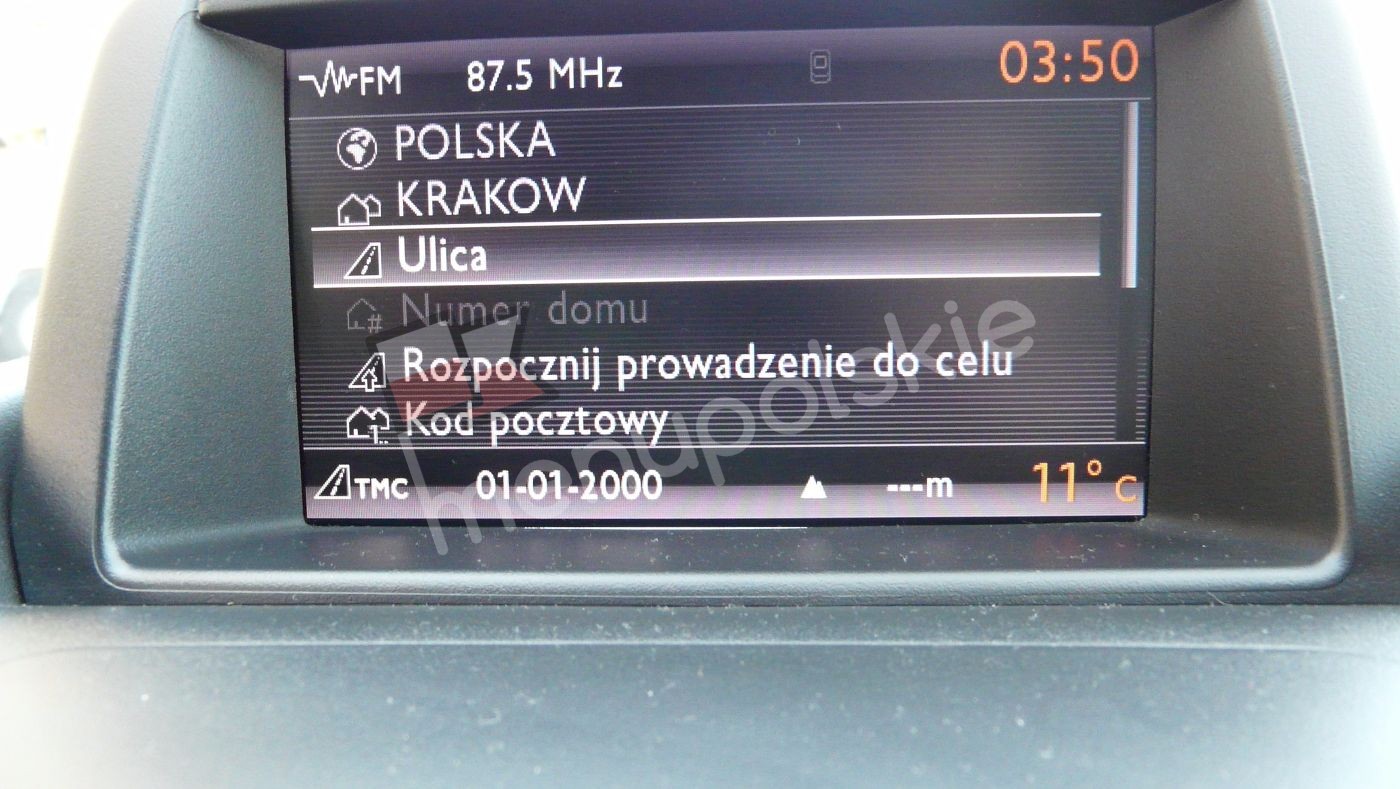 FM 87.5 MHz 03:50
POLSKA
KRAKOW
Ulica
Numer domu
Rozpocznij prowadzenie do celu
Kod pocztowy
TMC 01-01-2000 ---m 11° C
menupolskie